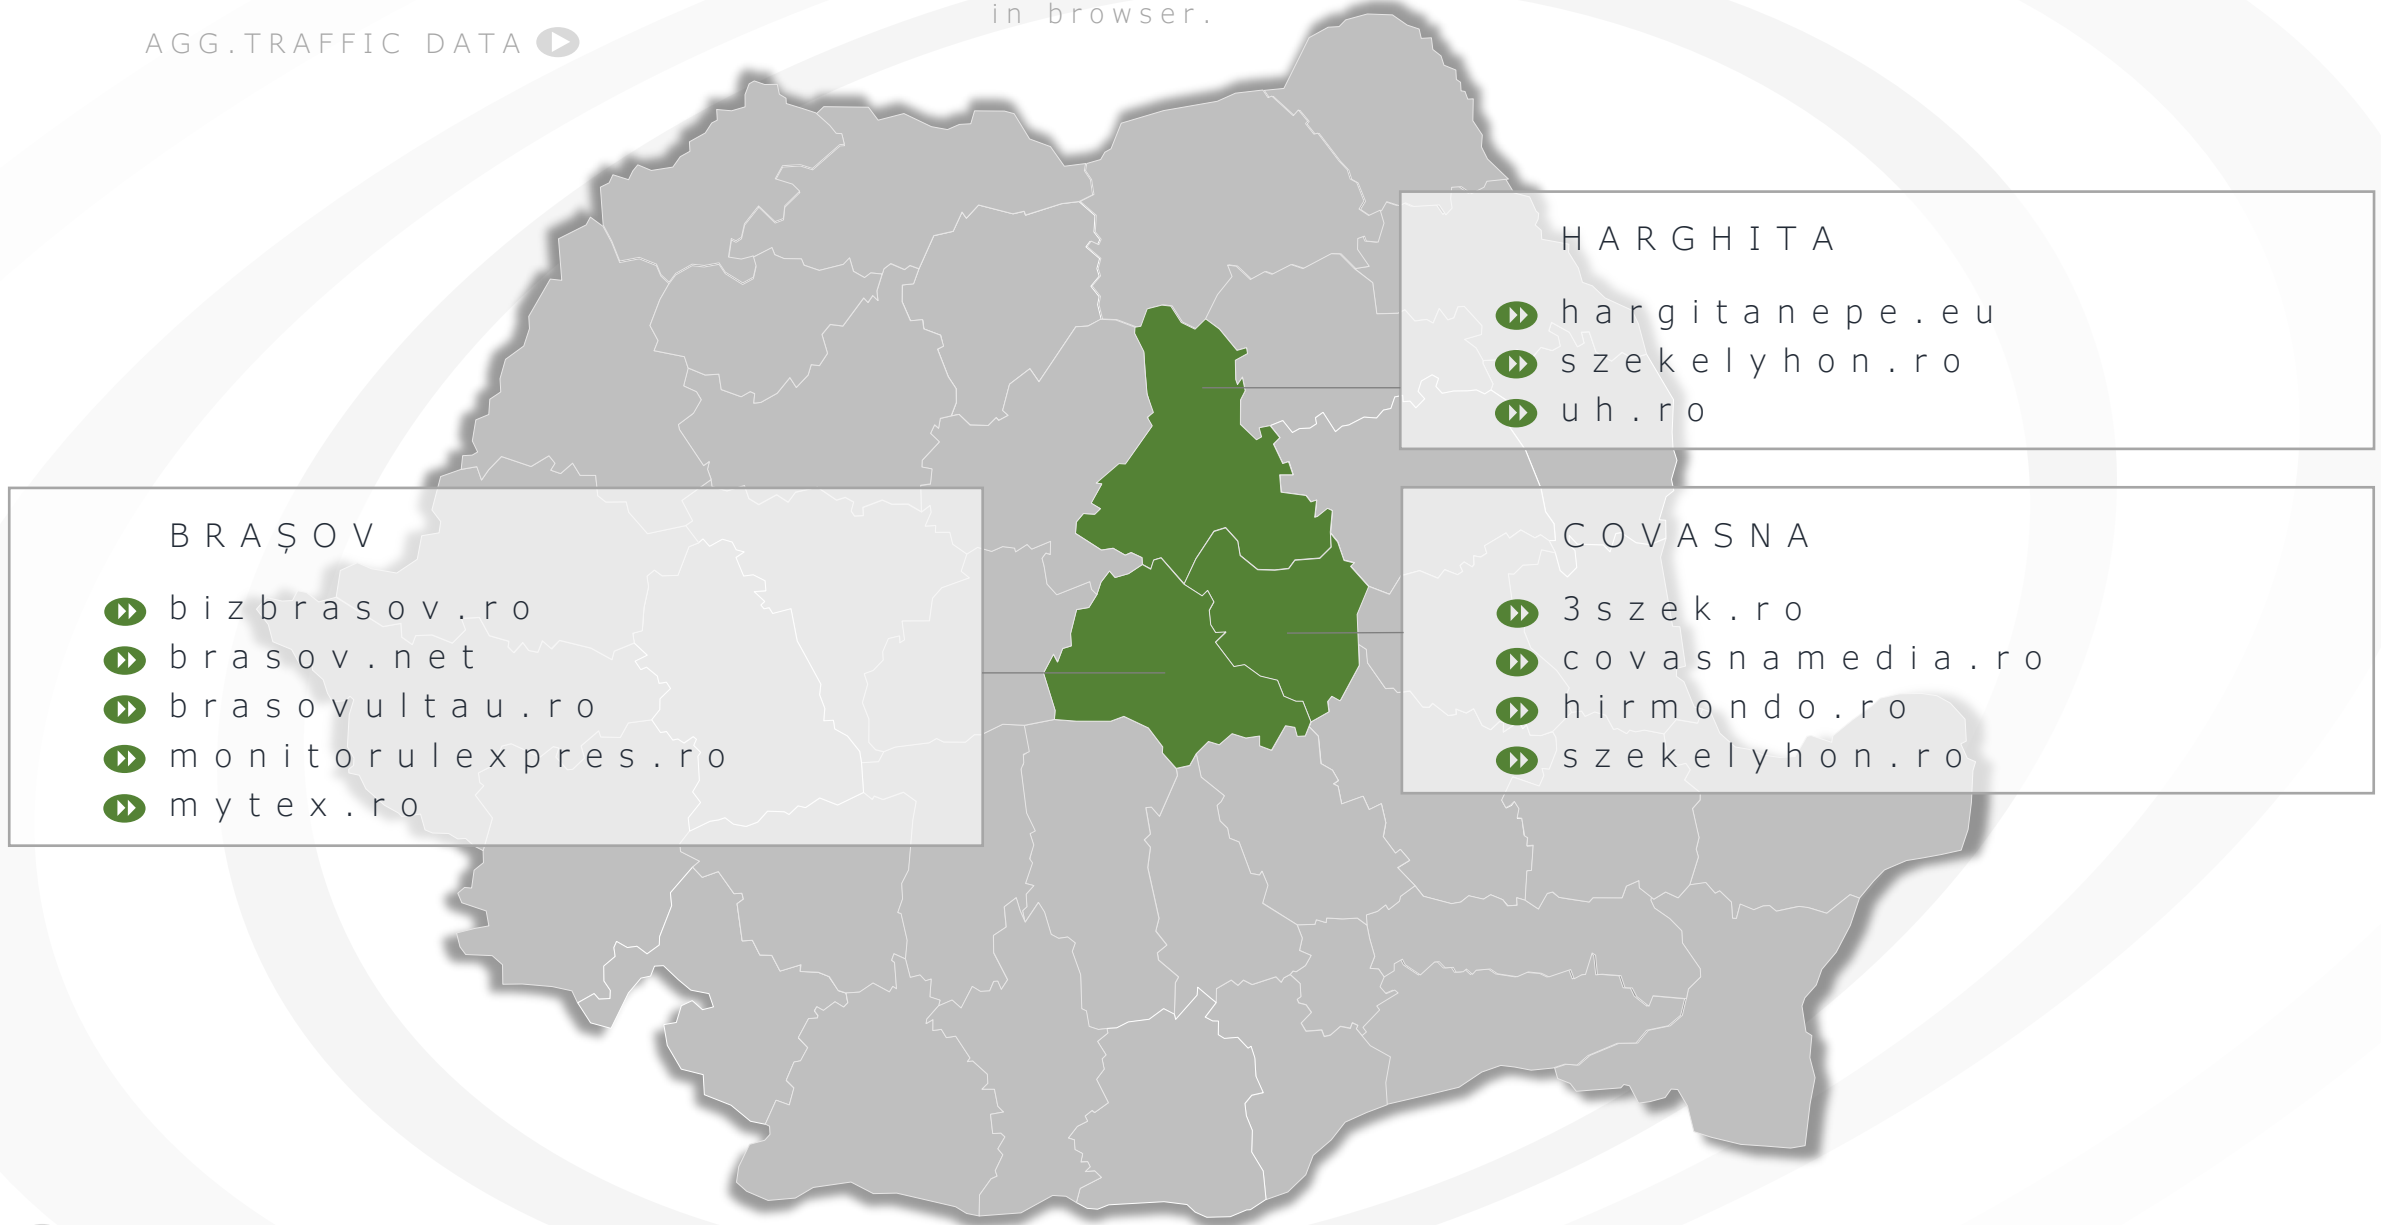 in browser.
AGG.TRAFFIC DATA
HARGHITA
hargitanepe.eu
szekelyhon.ro
uh.ro
BRAȘOV
bizbrasov.ro
brasov.net
brasovultau.ro
monitorulexpres.ro
mytex.ro
COVASNA
3szek.ro
covasnamedia.ro
hirmondo.ro
szekelyhon.ro